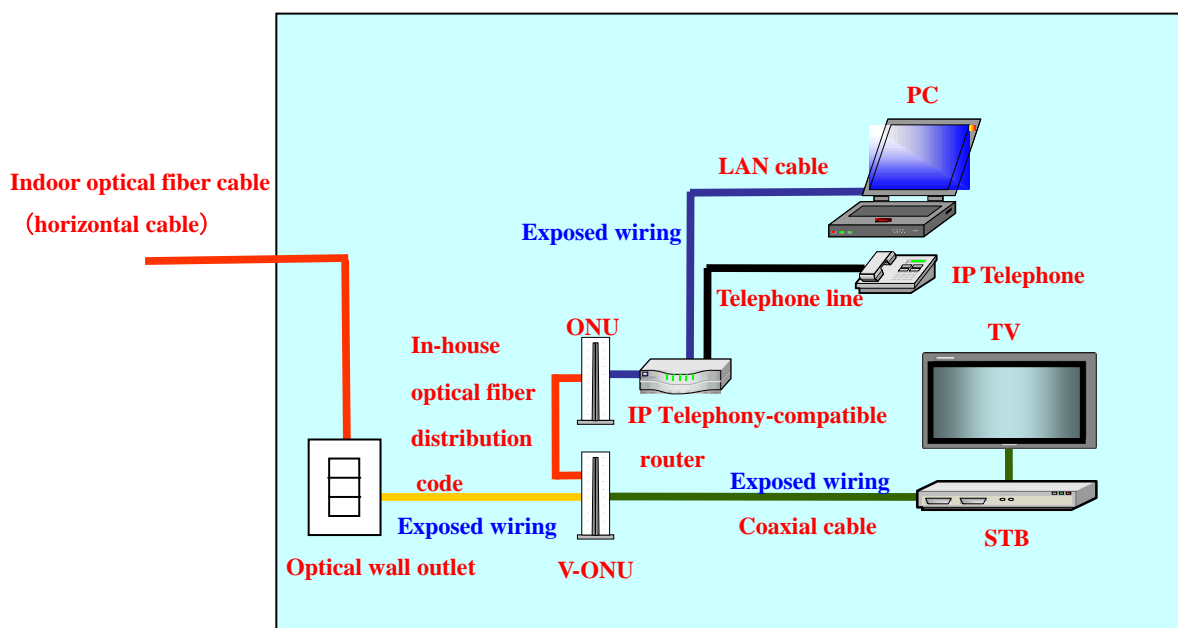 PC
LAN cable
Indoor optical fiber cable
（horizontal cable）
Exposed wiring
IP Telephone
Telephone line
ONU
TV
In-house
optical fiber
distribution
code
IP Telephony-compatible
router
Exposed wiring
Exposed wiring
Coaxial cable
STB
Optical wall outlet
V-ONU